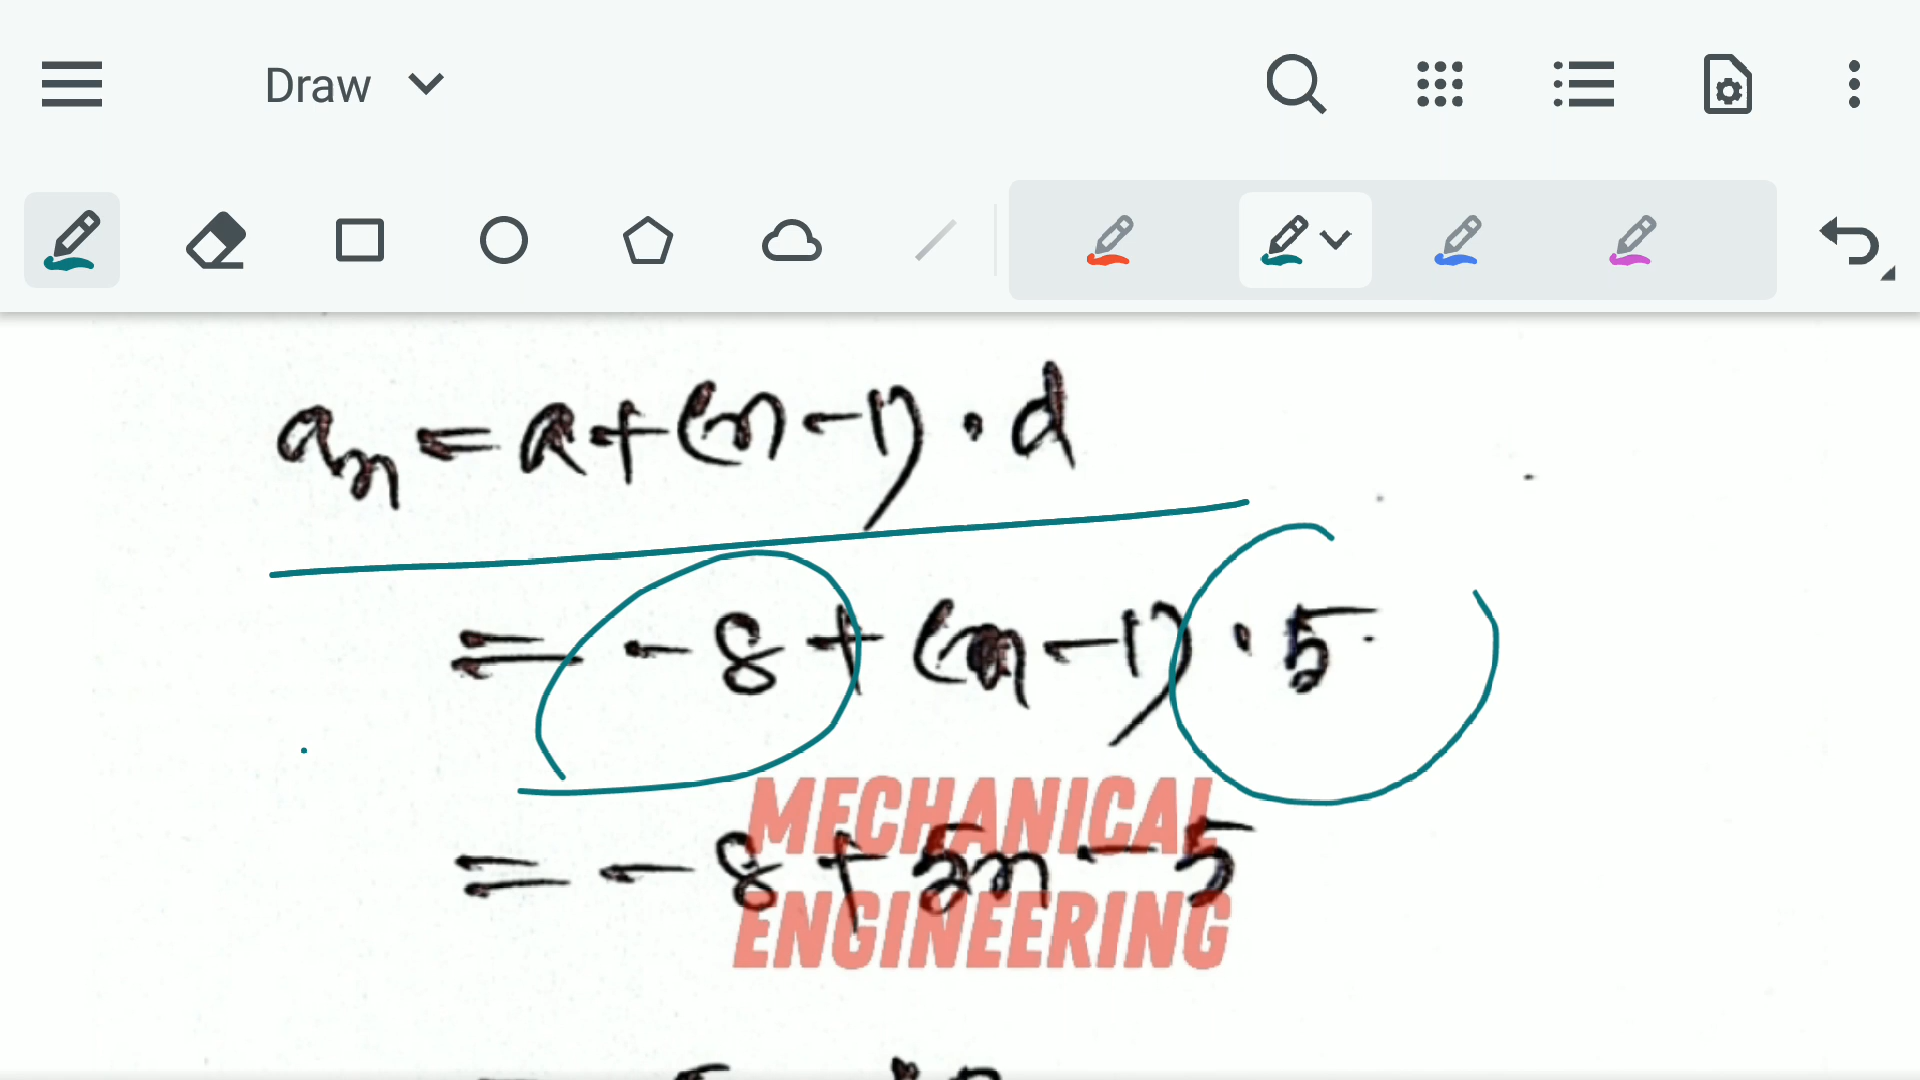 Draw
aₙ = a + (n - 1) . d
= - 8 + (n - 1) . 5
= - 8 + 5n - 5
MECHANICAL
ENGINEERING